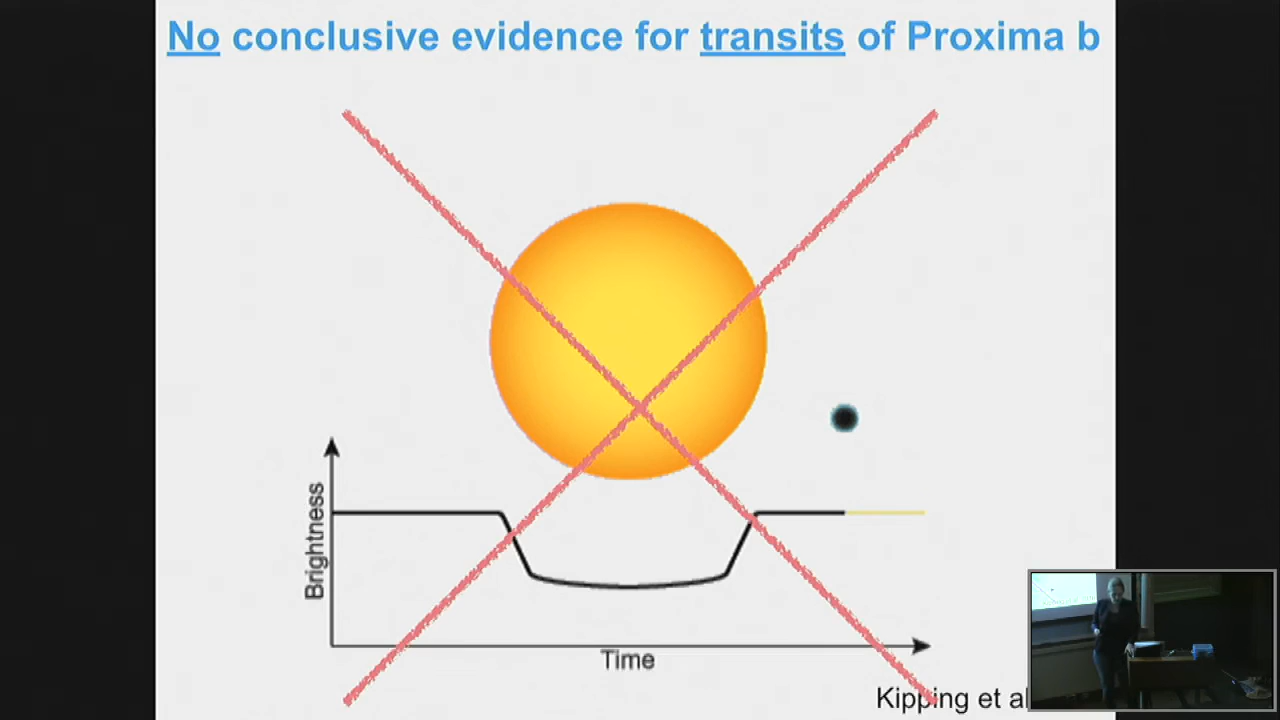 No conclusive evidence for transits of Proxima b
Brightness
Time
Kipping et al